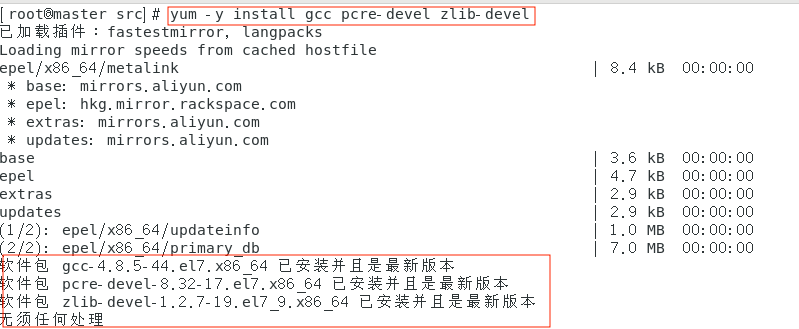 [root@master src]# yum -y install gcc pcre-devel zlib-devel
已加载插件：fastestmirror, langpacks
Loading mirror speeds from cached hostfile
epel/x86_64/metalink | 8.4 kB 00:00:00
* base: mirrors.aliyun.com
* epel: hkg.mirror.rackspace.com
* extras: mirrors.aliyun.com
* updates: mirrors.aliyun.com
base | 3.6 kB 00:00:00
epel | 4.7 kB 00:00:00
extras | 2.9 kB 00:00:00
updates | 2.9 kB 00:00:00
(1/2): epel/x86_64/updateinfo | 1.0 MB 00:00:00
(2/2): epel/x86_64/primary_db | 7.0 MB 00:00:00
软件包 gcc-4.8.5-44.el7.x86_64 已安装并且是最新版本
软件包 pcre-devel-8.32-17.el7.x86_64 已安装并且是最新版本
软件包 zlib-devel-1.2.7-19.el7_9.x86_64 已安装并且是最新版本
无须任何处理